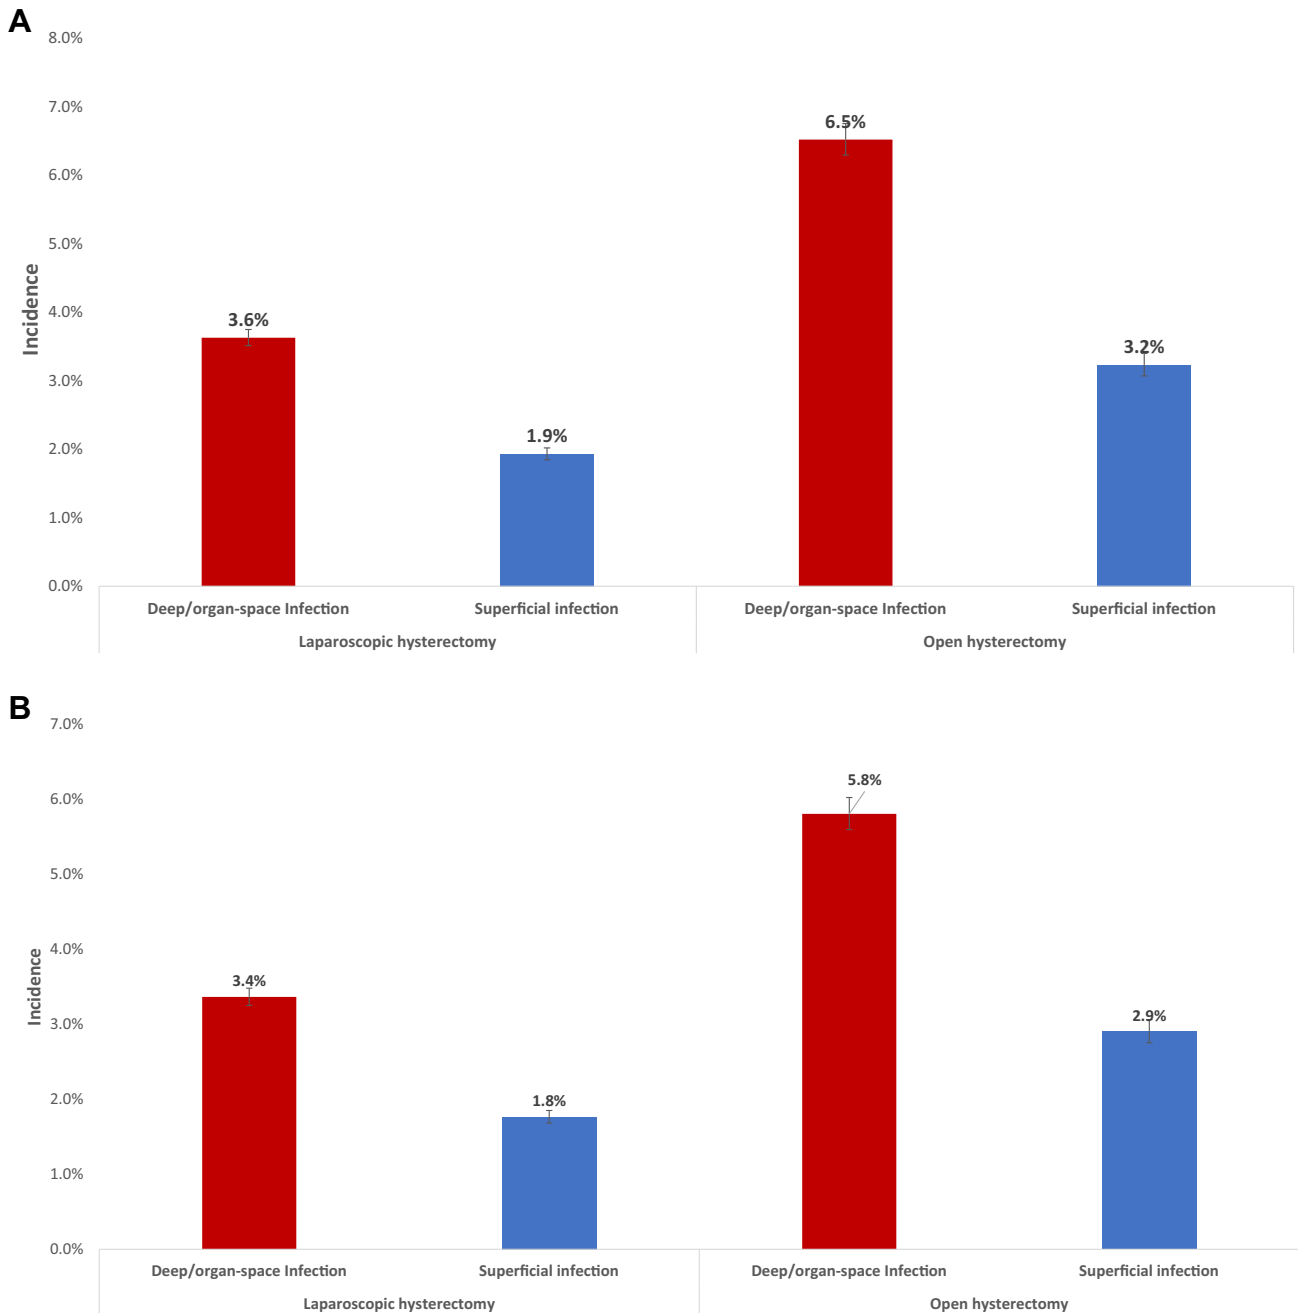 A
8.0%
7.0%
6.0%
5.0%
4.0%
3.0%
2.0%
1.0%
0.0%
Incidence
3.6%
1.9%
6.5%
3.2%
Deep/organ-space Infection
Superficial infection
Deep/organ-space Infection
Superficial infection
Laparoscopic hysterectomy
Open hysterectomy
B
7.0%
6.0%
5.0%
4.0%
3.0%
2.0%
1.0%
0.0%
Incidence
3.4%
1.8%
5.8%
2.9%
Deep/organ-space Infection
Superficial infection
Deep/organ-space Infection
Superficial infection
Laparoscopic hysterectomy
Open hysterectomy